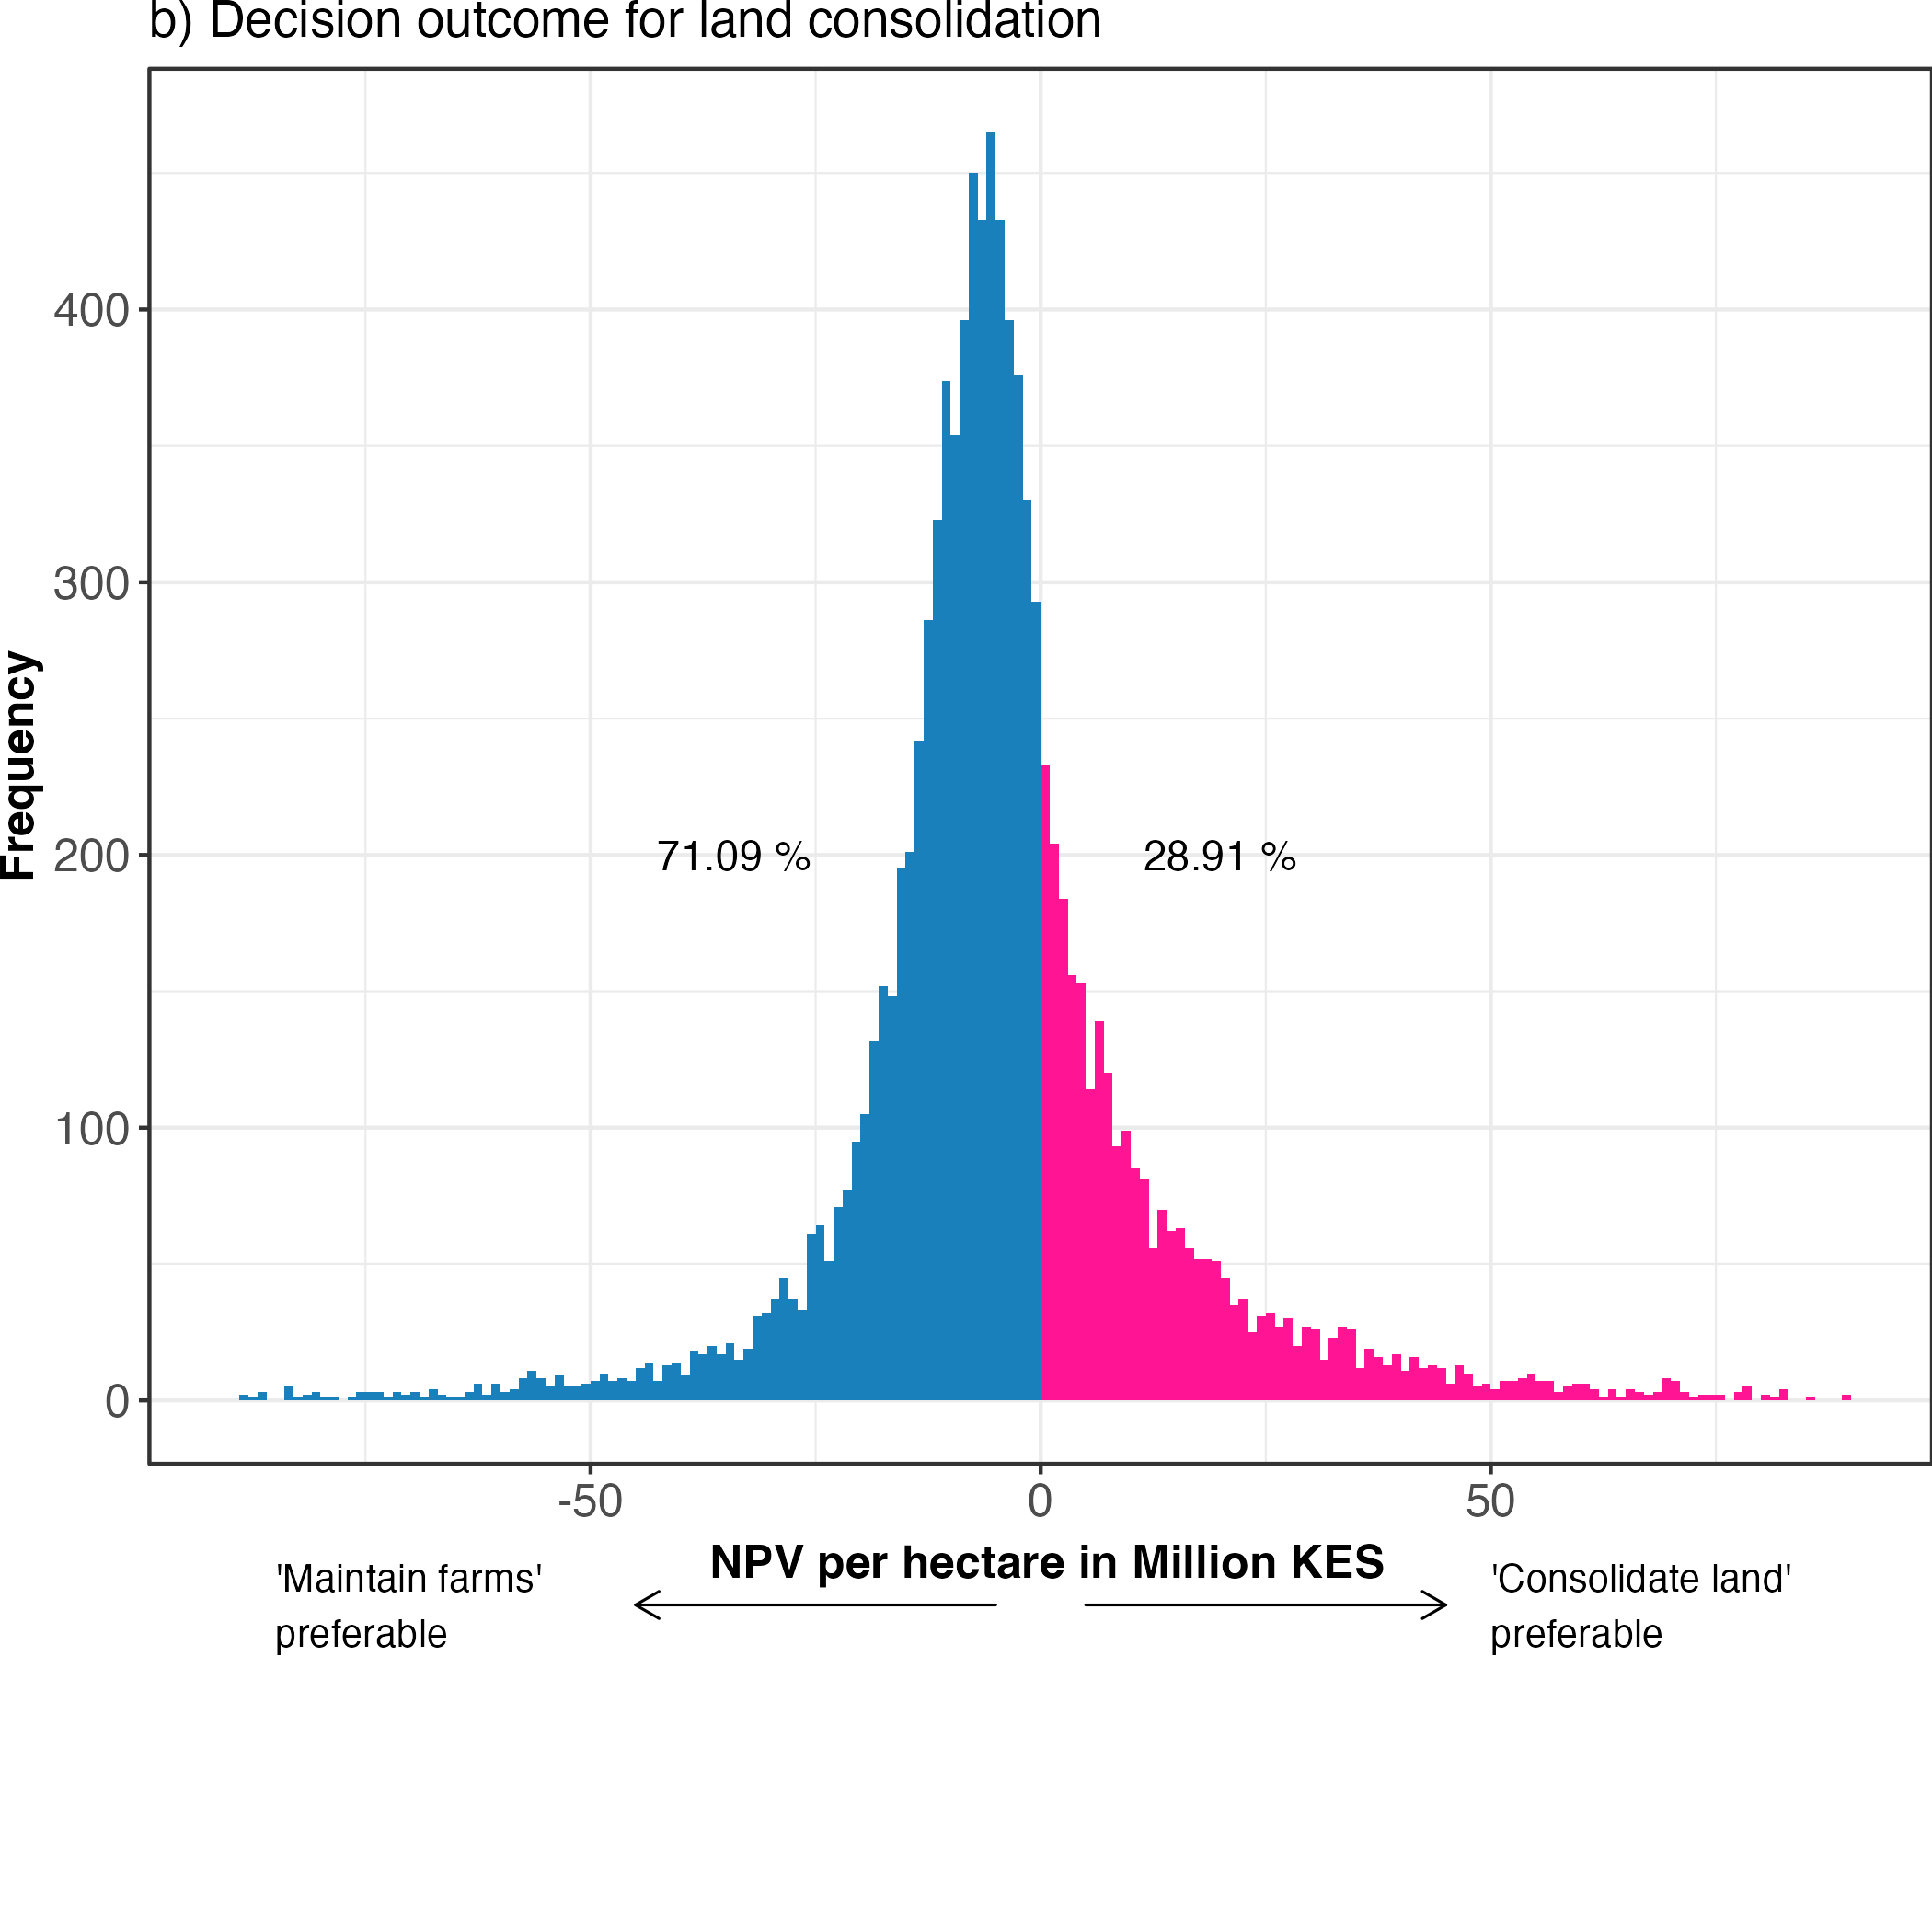 b) Decision outcome for land consolidation
Frequency
400
300
200
100
0
71.09 %
28.91 %
-50
0
50
NPV per hectare in Million KES
'Maintain farms'
preferable
'Consolidate land'
preferable